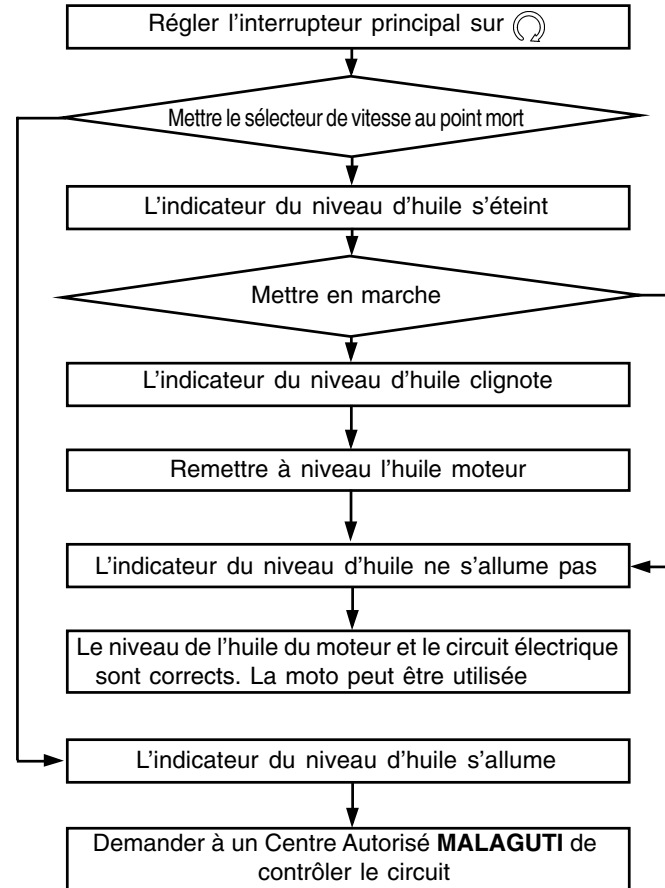 Régler l'interrupteur principal sur
Mettre le sélecteur de vitesse au point mort
L'indicateur du niveau d'huile s'éteint
Mettre en marche
L'indicateur du niveau d'huile clignote
Remettre à niveau l'huile moteur
L'indicateur du niveau d'huile ne s'allume pas
Le niveau de l'huile du moteur et le circuit électrique
sont corrects. La moto peut être utilisée
L'indicateur du niveau d'huile s'allume
Demander à un Centre Autorisé MALAGUTI de
contrôler le circuit